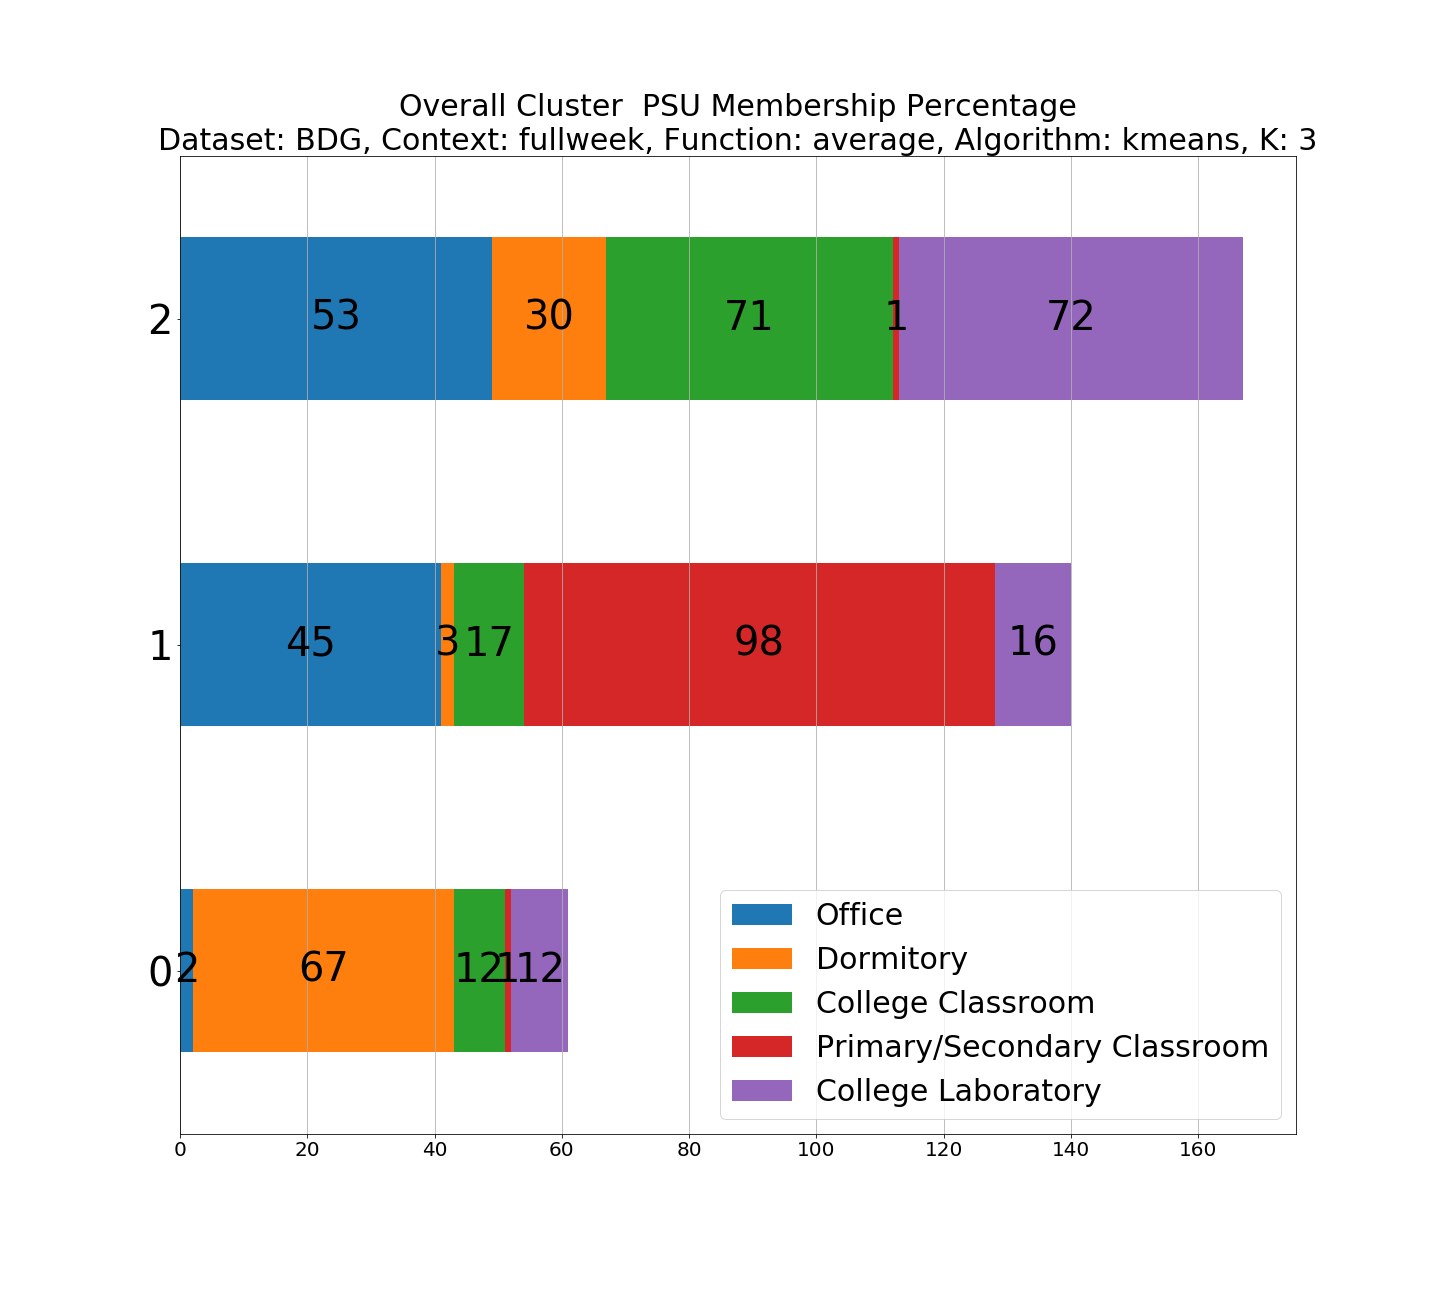 Overall Cluster  PSU Membership Percentage
Dataset: BDG, Context: fullweek, Function: average, Algorithm: kmeans, K: 3
2
53
30
71
1
72
1
45
3
17
98
16
0
2
67
12
1
12
Office
Dormitory
College Classroom
Primary/Secondary Classroom
College Laboratory
0 20 40 60 80 100 120 140 160